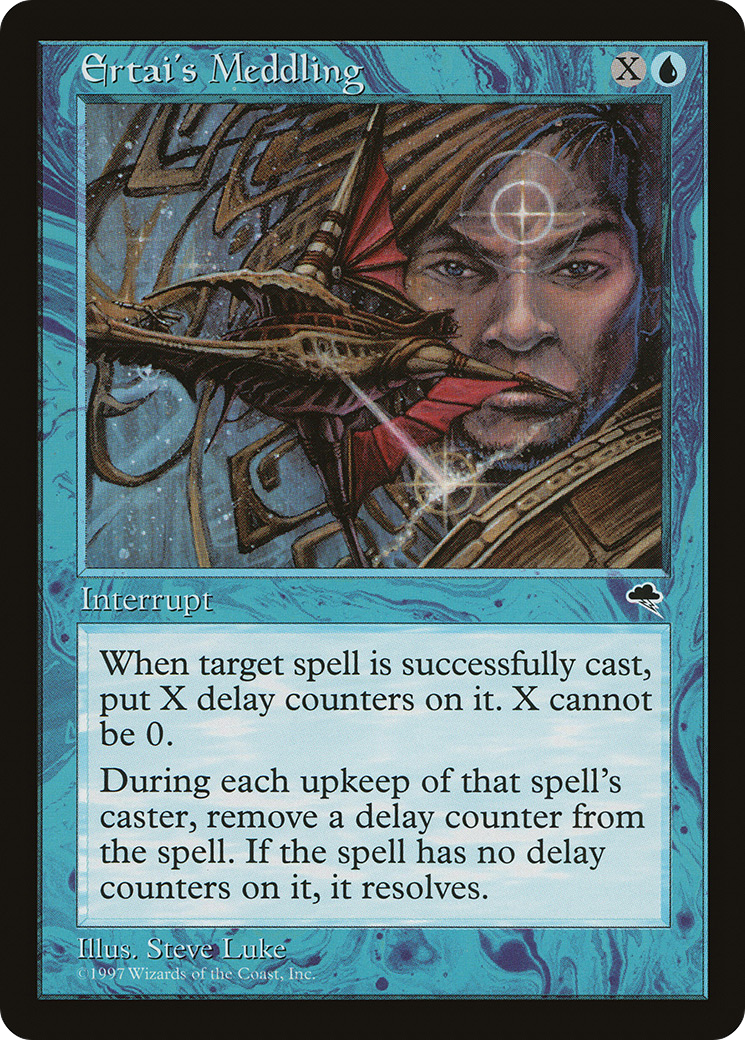 Ertai's Meddling
X
Interrupt
When target spell is successfully cast,
put X delay counters on it. X cannot
be 0.
During each upkeep of that spell's
caster, remove a delay counter from
the spell. If the spell has no delay
counters on it, it resolves.
Illus. Steve Luke
©1997 Wizards of the Coast, Inc.